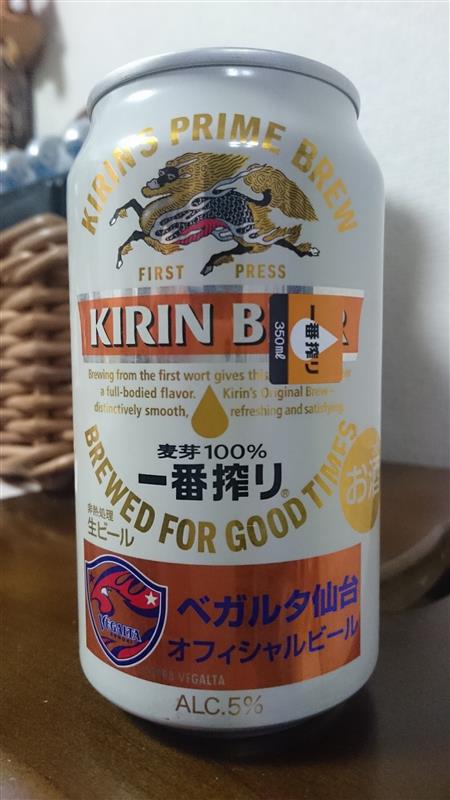 KIRIN'S PRIME BREW
FIRST PRESS
KIRIN B R
一番搾り
350ml
Brewing from the first wort gives this
a full-bodied flavor. Kirin's Original Brew–
distinctively smooth, refreshing and satisfying.
麦芽100%
一番搾り®
BREWED FOR GOOD TIMES
お酒
非熱処理
生ビール
VEGALTA
ベガルタ仙台
オフィシャルビール
VEGALTA
ALC.5%